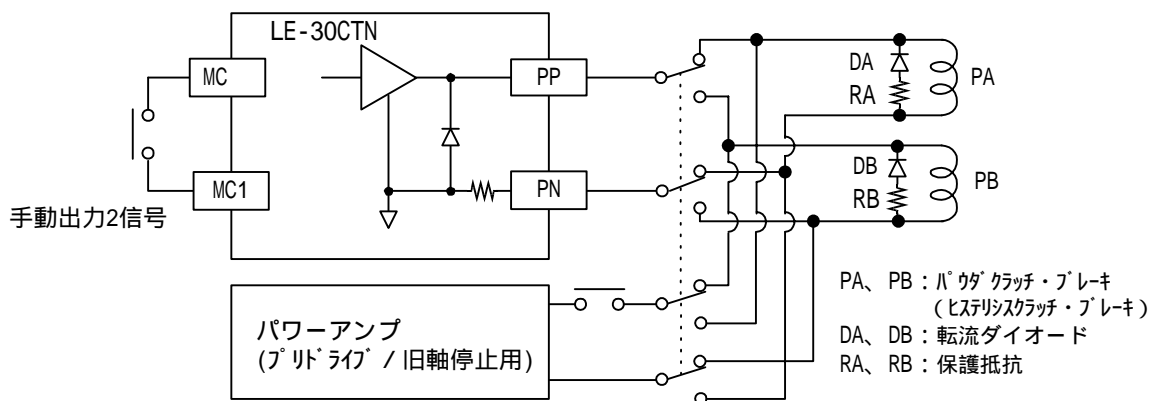 LE-30CTN
MC
MC1
手動出力2信号
PP
PN
DA
RA
PA
DB
RB
PB
パワーアンプ
(プリドライブ / 旧軸停止用)
PA、PB：パウダクラッチ・ブレーキ
(ヒステリシスクラッチ・ブレーキ)
DA、DB：転流ダイオード
RA、RB：保護抵抗